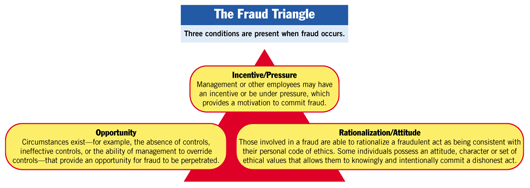 The Fraud Triangle
Three conditions are present when fraud occurs.
Incentive/Pressure
Management or other employees may have
an incentive or be under pressure, which
provides a motivation to commit fraud.
Opportunity
Circumstances exist—for example, the absence of controls,
ineffective controls, or the ability of management to override
controls—that provide an opportunity for fraud to be perpetrated.
Rationalization/Attitude
Those involved in a fraud are able to rationalize a fraudulent act as being consistent with
their personal code of ethics. Some individuals possess an attitude, character or set of
ethical values that allows them to knowingly and intentionally commit a dishonest act.